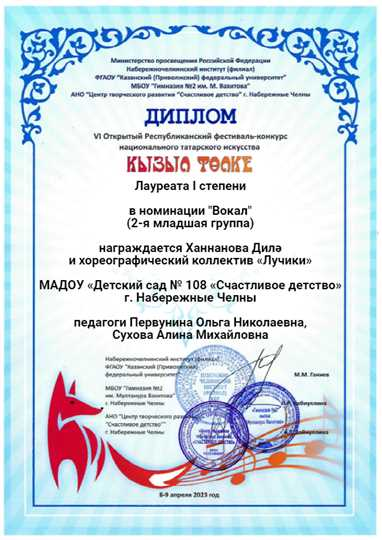 Министерство просвещения Российской Федерации
Набережночелнинский институт (филиал)
ФГАОУ "Казанский (Приволжский) федеральный университет"
МБОУ "Гимназия №2 им. М. Вахитова"
АНО "Центр творческого развития "Счастливое детство" г. Набережные Челны
ДИПЛОМ
VI Открытый Республиканский фестиваль-конкурс
национального татарского искусства
КЫЗЫЛ ТӨЛКЕ
Лауреата I степени
в номинации "Вокал"
(2-я младшая группа)
награждается Ханнанова Дилә
и хореографический коллектив «Лучики»
МАДОУ «Детский сад № 108 «Счастливое детство»
г. Набережные Челны
педагоги Первунина Ольга Николаевна,
Сухова Алина Михайловна
Набережночелнинский институт (филиал)
ФГАОУ "Казанский (Приволжский)
федеральный университет"
М.М. Ганиев
МБОУ "Гимназия №2
им. Мулланура Вахитова"
г. Набережные Челны
АНО "Центр творческого развития
"Счастливое детство""
г. Набережные Челны
8-9 апреля 2023 год